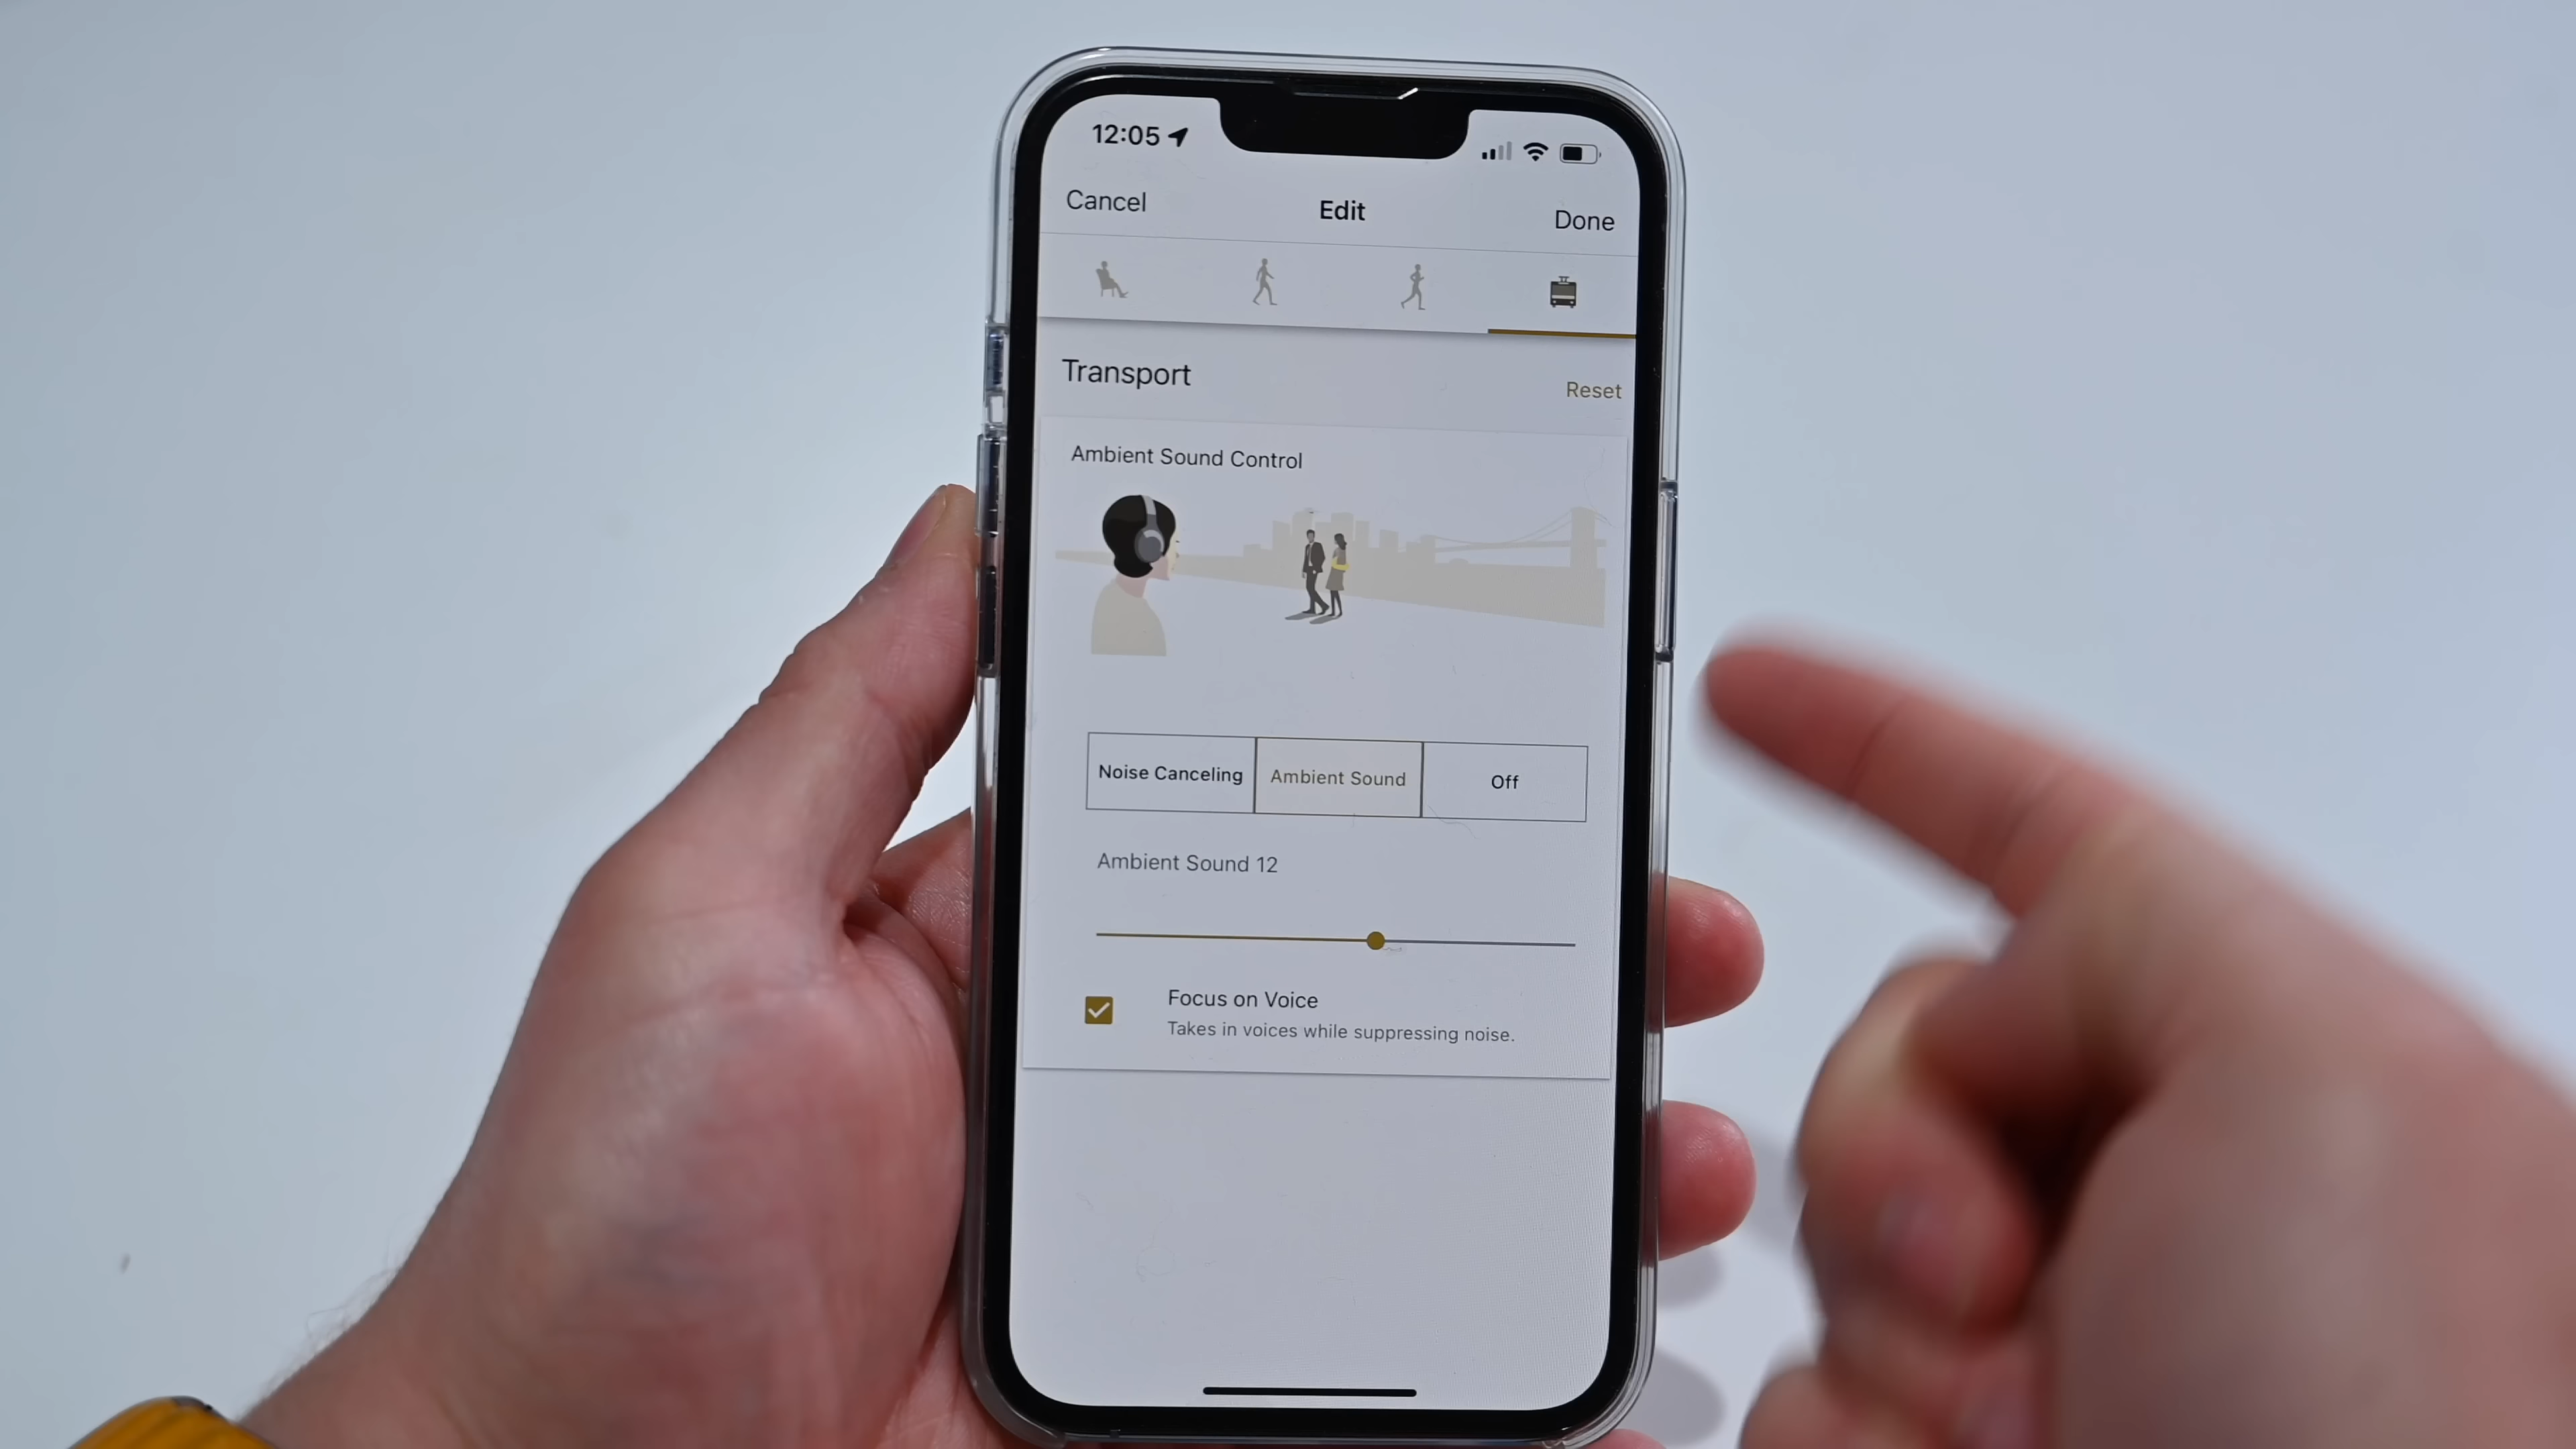 12:05
Cancel Edit Done
Transport Reset
Ambient Sound Control
Noise Canceling Ambient Sound Off
Ambient Sound 12
Focus on Voice
Takes in voices while suppressing noise.